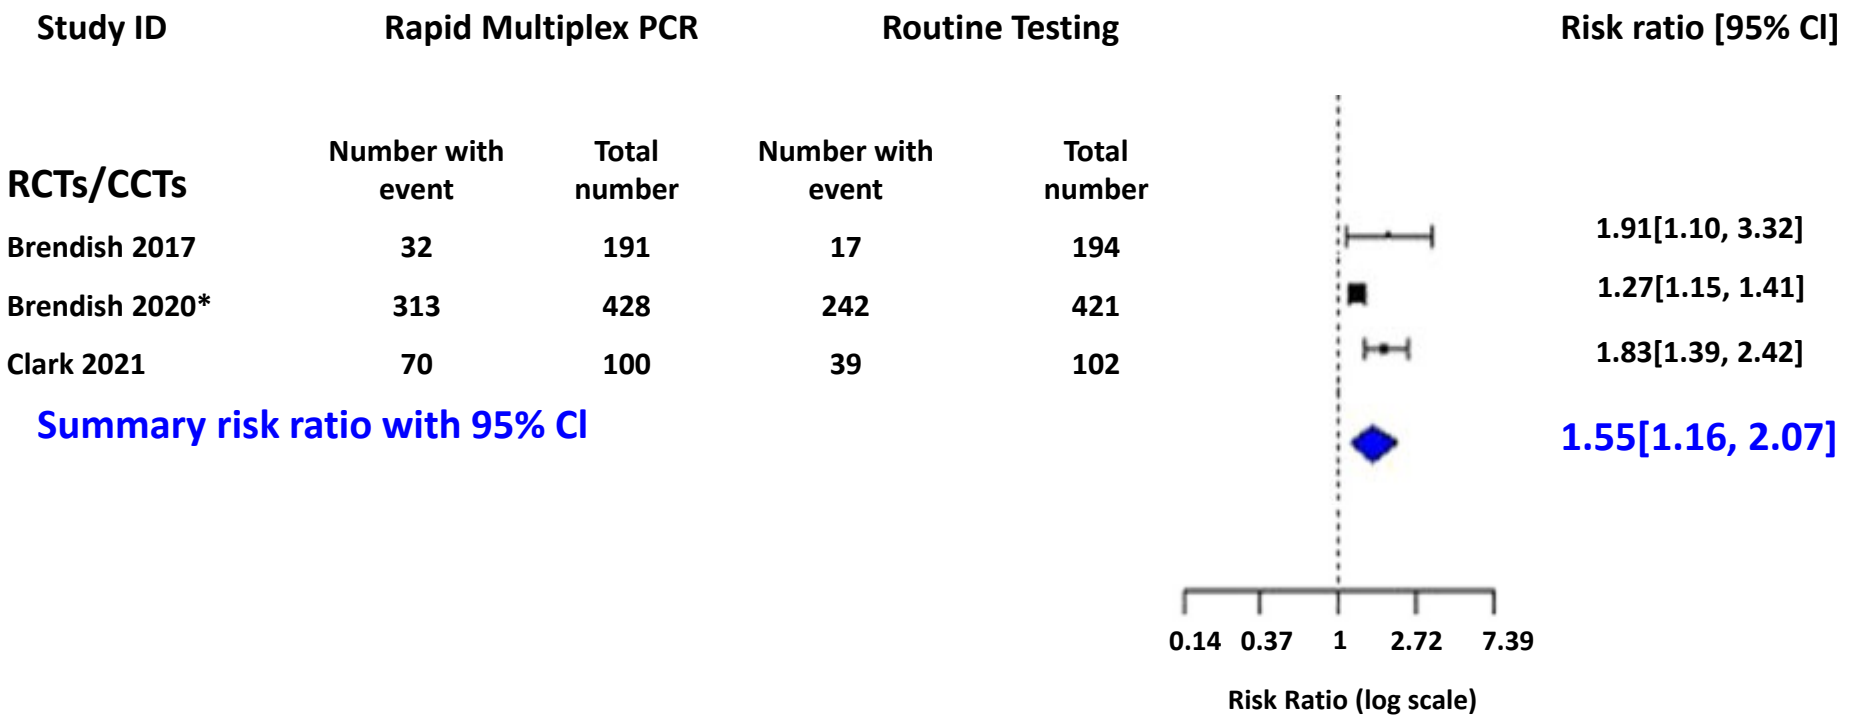 Study ID Rapid Multiplex PCR Routine Testing Risk ratio [95% Cl]
RCTs/CCTs Number with event Total number Number with event Total number
Brendish 2017 32 191 17 194 1.91[1.10, 3.32]
Brendish 2020* 313 428 242 421 1.27[1.15, 1.41]
Clark 2021 70 100 39 102 1.83[1.39, 2.42]
Summary risk ratio with 95% Cl 1.55[1.16, 2.07]
0.14 0.37 1 2.72 7.39
Risk Ratio (log scale)